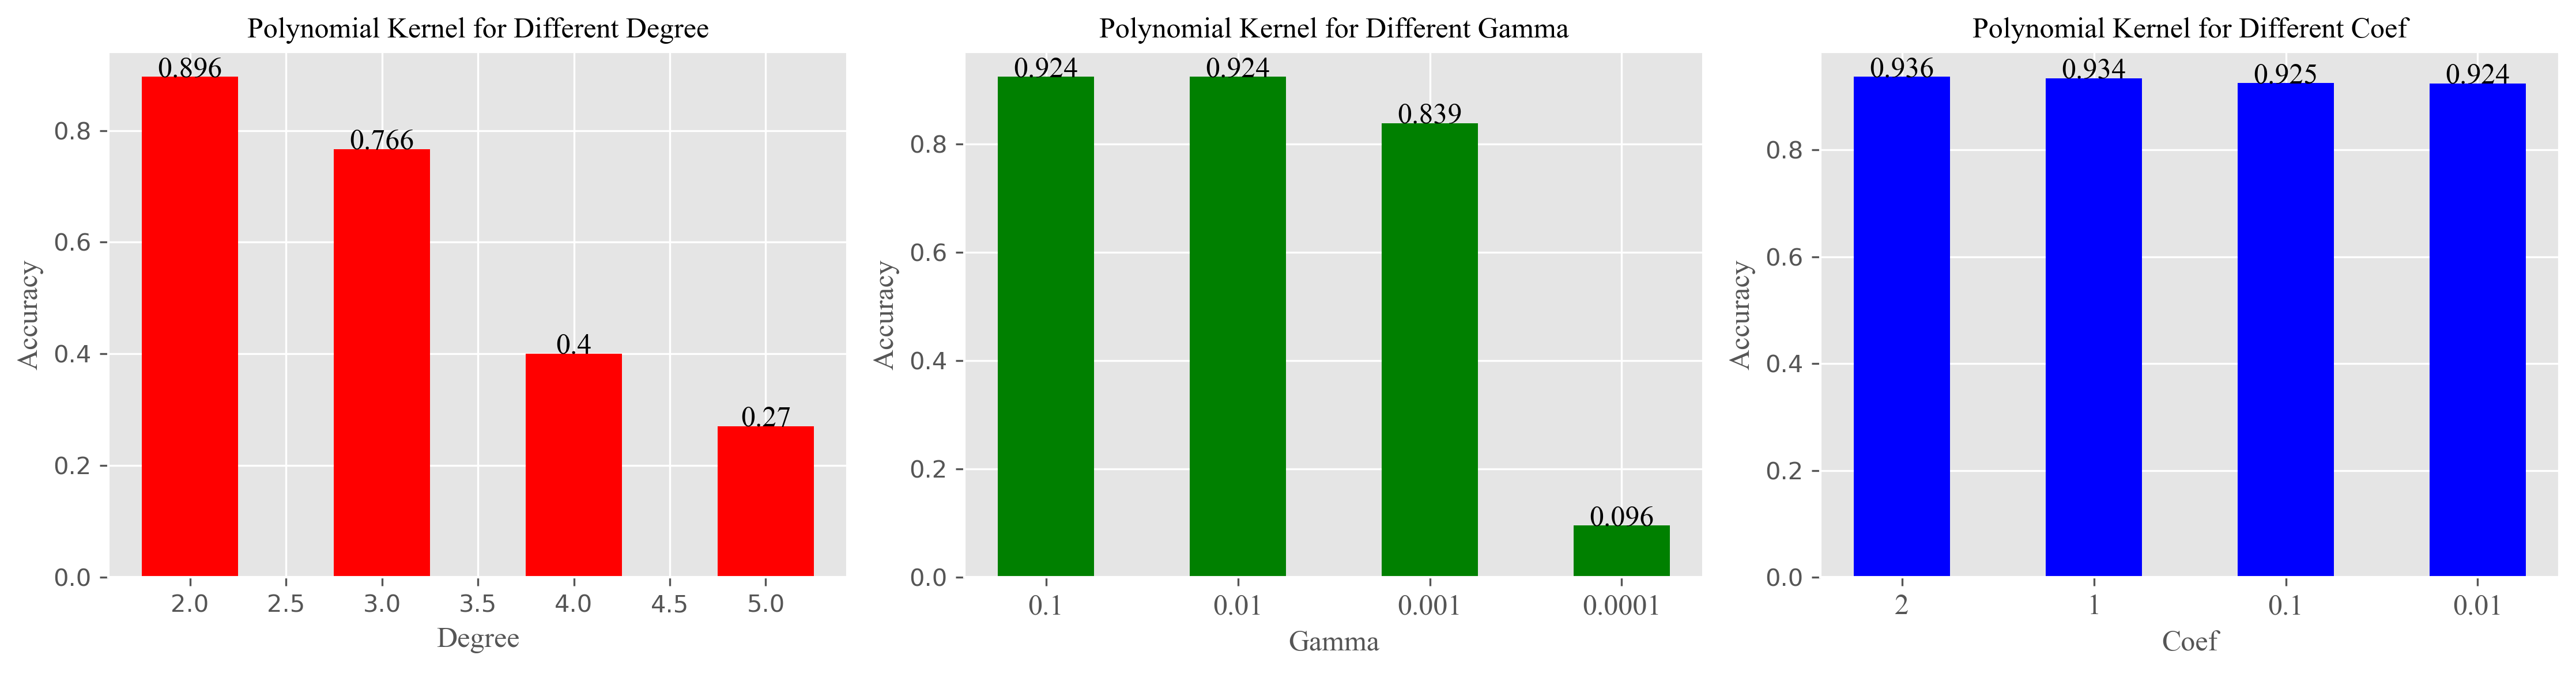 Polynomial Kernel for Different Degree
0.896
0.766
0.4
0.27
0.8
0.6
0.4
0.2
0.0
Accuracy
2.0 2.5 3.0 3.5 4.0 4.5 5.0
Degree
Polynomial Kernel for Different Gamma
0.924 0.924
0.839
0.096
0.8
0.6
0.4
0.2
0.0
Accuracy
0.1 0.01 0.001 0.0001
Gamma
Polynomial Kernel for Different Coef
0.936 0.934 0.925 0.924
0.8
0.6
0.4
0.2
0.0
Accuracy
2 1 0.1 0.01
Coef